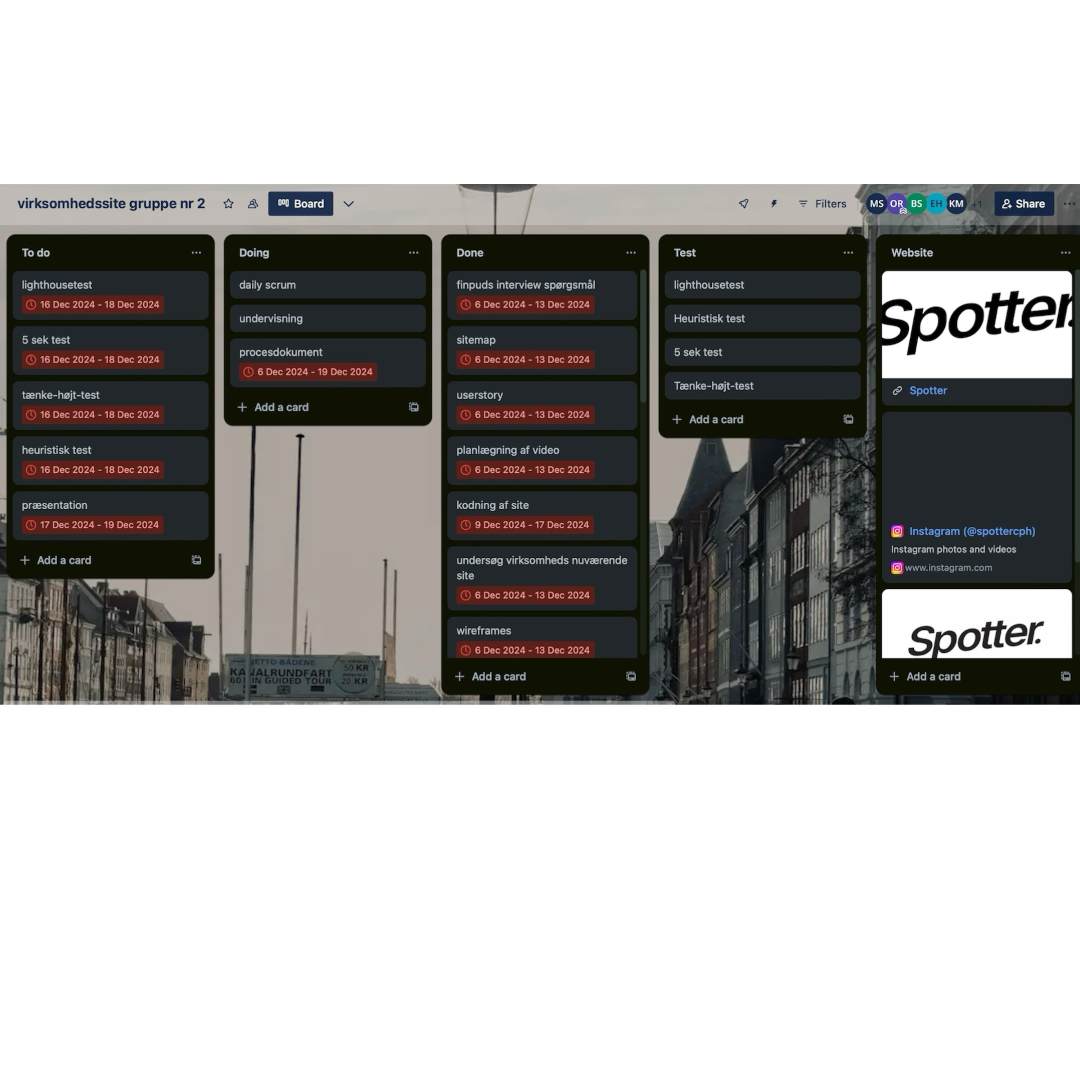 virksomhedssite gruppe nr 2
Board
Filters
MS OR BS EH KM +1
Share
To do
lighthousetest
16 Dec 2024 - 18 Dec 2024
5 sek test
16 Dec 2024 - 18 Dec 2024
tænke-højt-test
16 Dec 2024 - 18 Dec 2024
heuristisk test
16 Dec 2024 - 18 Dec 2024
præsentation
17 Dec 2024 - 19 Dec 2024
Add a card
Doing
daily scrum
undervisning
procesdokument
6 Dec 2024 - 19 Dec 2024
Add a card
Done
finpuds interview spørgsmål
6 Dec 2024 - 13 Dec 2024
sitemap
6 Dec 2024 - 13 Dec 2024
userstory
6 Dec 2024 - 13 Dec 2024
planlægning af video
6 Dec 2024 - 13 Dec 2024
kodning af site
9 Dec 2024 - 17 Dec 2024
undersøg virksomheds nuværende
site
6 Dec 2024 - 13 Dec 2024
wireframes
6 Dec 2024 - 13 Dec 2024
Add a card
Test
lighthousetest
Heuristisk test
5 sek test
Tænke-højt-test
Add a card
Website
Spotter.
Spotter
Instagram (@spottercph)
Instagram photos and videos
www.instagram.com
Spotter.
Add a card
NETTO-BÅDENE
KANALRUNDFART
GUIDED TOUR
50 KR
20 KR